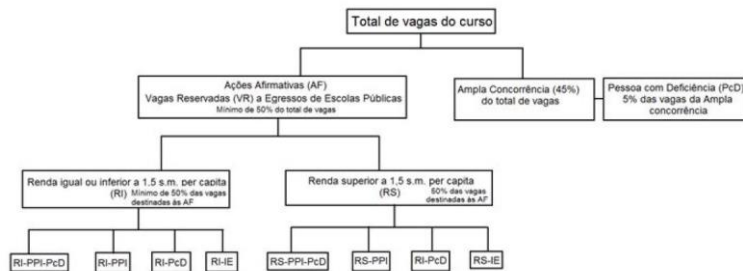 Total de vagas do curso
Ações Afirmativas (AF)
Vagas Reservadas (VR) a Egressos de Escolas Públicas
Mínimo de 50% do total de vagas
Ampla Concorrência (45%)
do total de vagas
Pessoa com Deficiência (PcD)
5% das vagas da Ampla
concorrência
Renda igual ou inferior a 1,5 s.m. per capita
(RI) Mínimo de 50% das vagas
destinadas às AF
Renda superior a 1,5 s.m. per capita
(RS) 50% das vagas
destinadas às AF
RI-PPI-PcD
RI-PPI
RI-PcD
RI-IE
RS-PPI-PcD
RS-PPI
RI-PcD
RS-IE